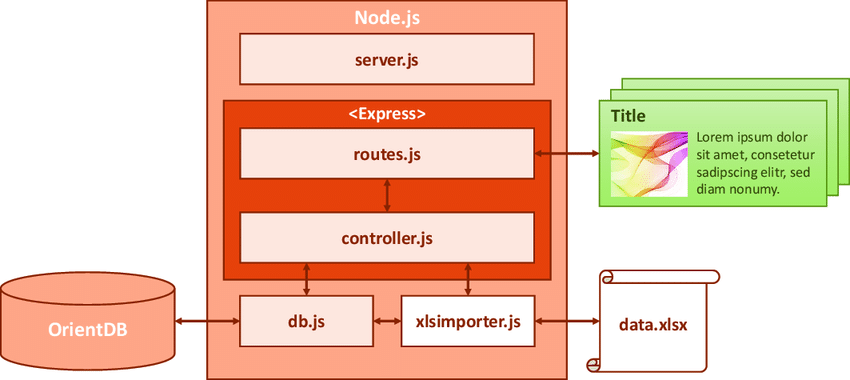 Node.js
server.js
<Express>
routes.js
controller.js
db.js
xlsimporter.js
OrientDB
Title
Lorem ipsum dolor
sit amet, consetetur
sadipscing elitr, sed
diam nonumy.
data.xlsx